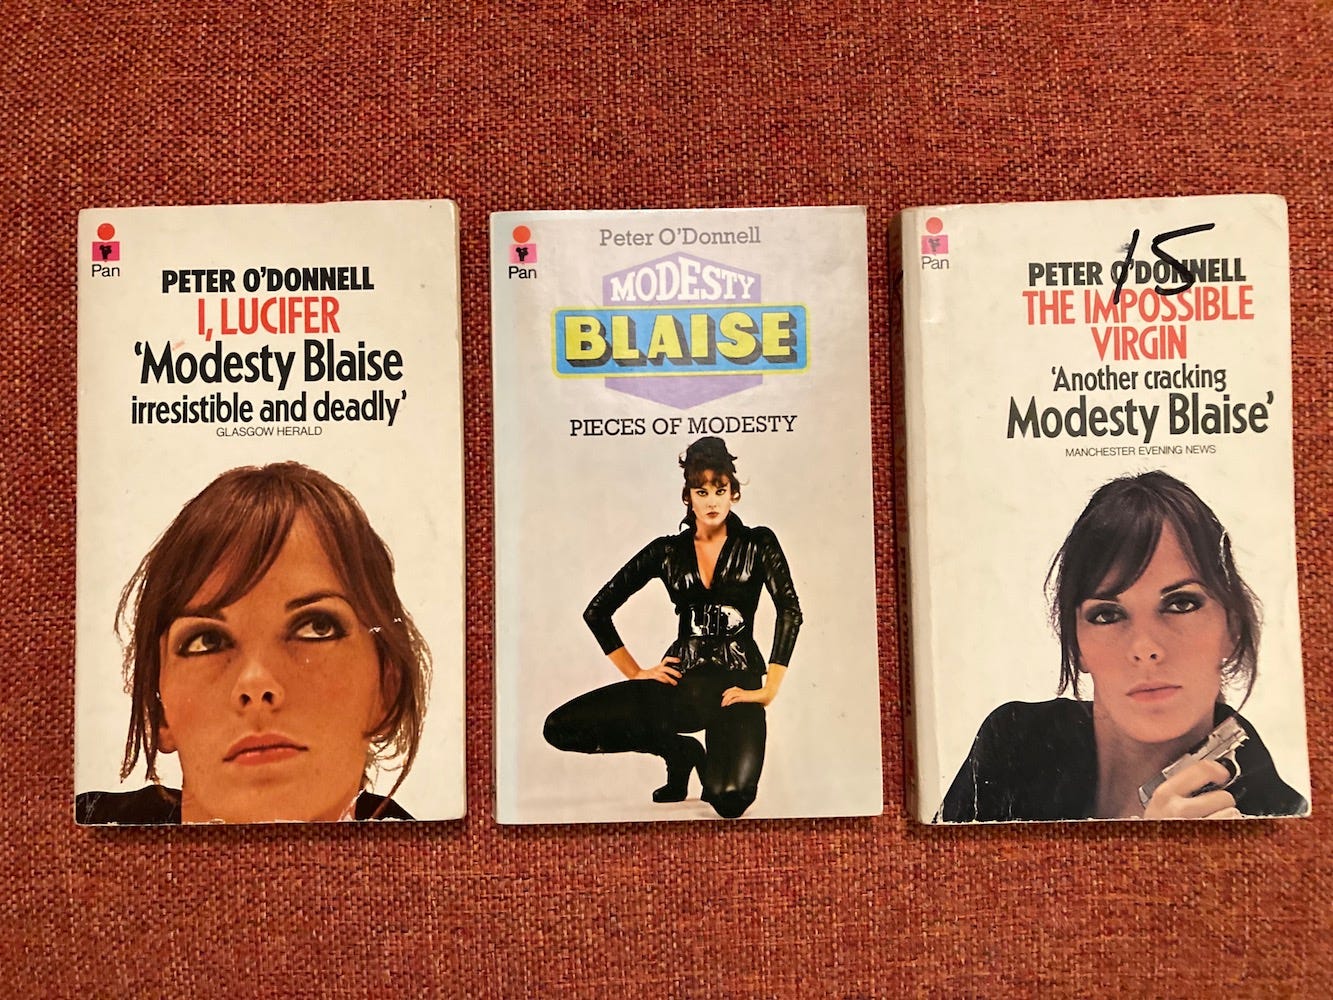 Pan
PETER O'DONNELL
I, LUCIFER
'Modesty Blaise
irresistible and deadly'
GLASGOW HERALD
Pan
Peter O'Donnell
MODESTY
BLAISE
PIECES OF MODESTY
Pan
15
PETER O'DONNELL
THE IMPOSSIBLE
VIRGIN
'Another cracking
Modesty Blaise'
MANCHESTER EVENING NEWS